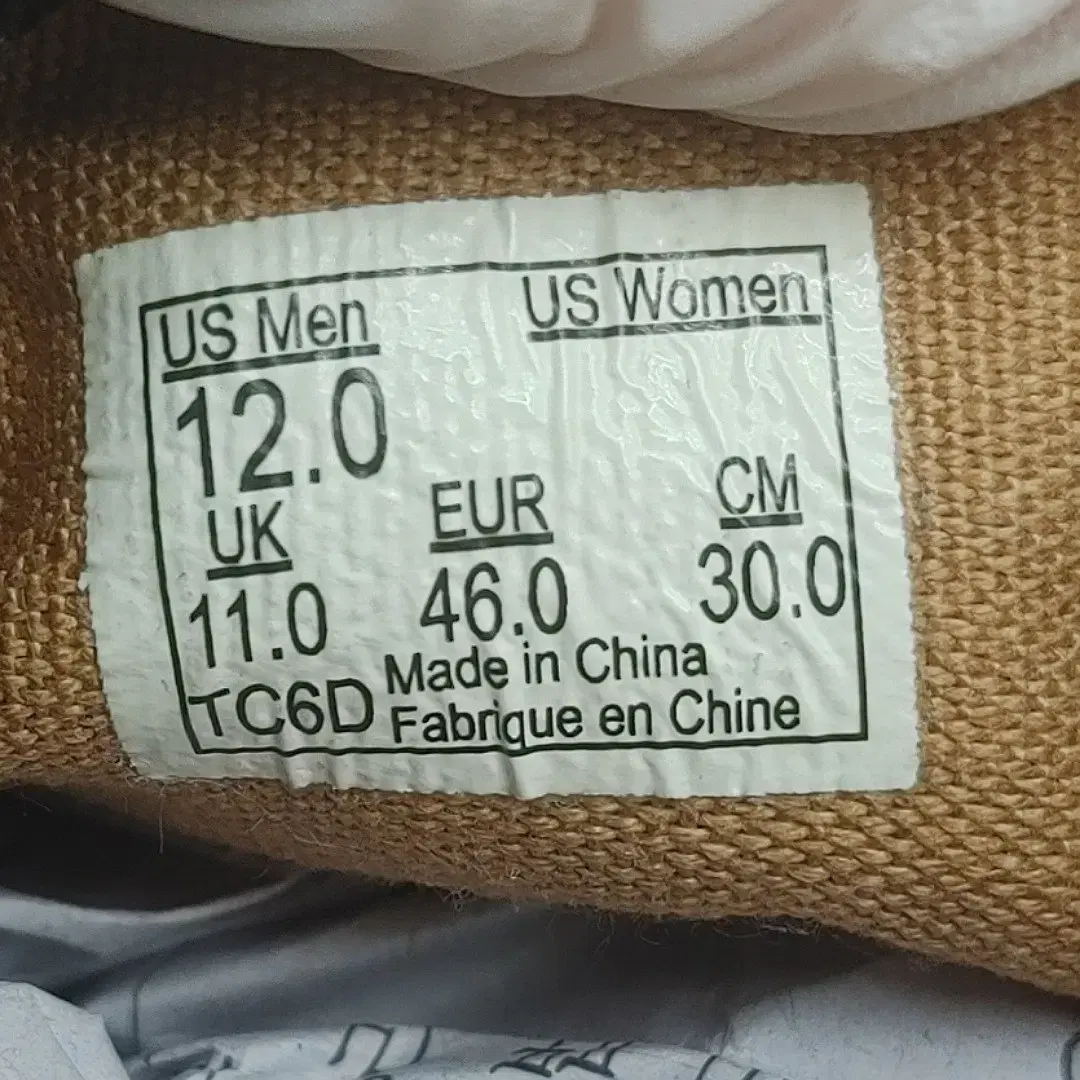 US Men US Women
12.0
UK EUR CM
11.0 46.0 30.0
TC6D Made in China
Fabrique en Chine